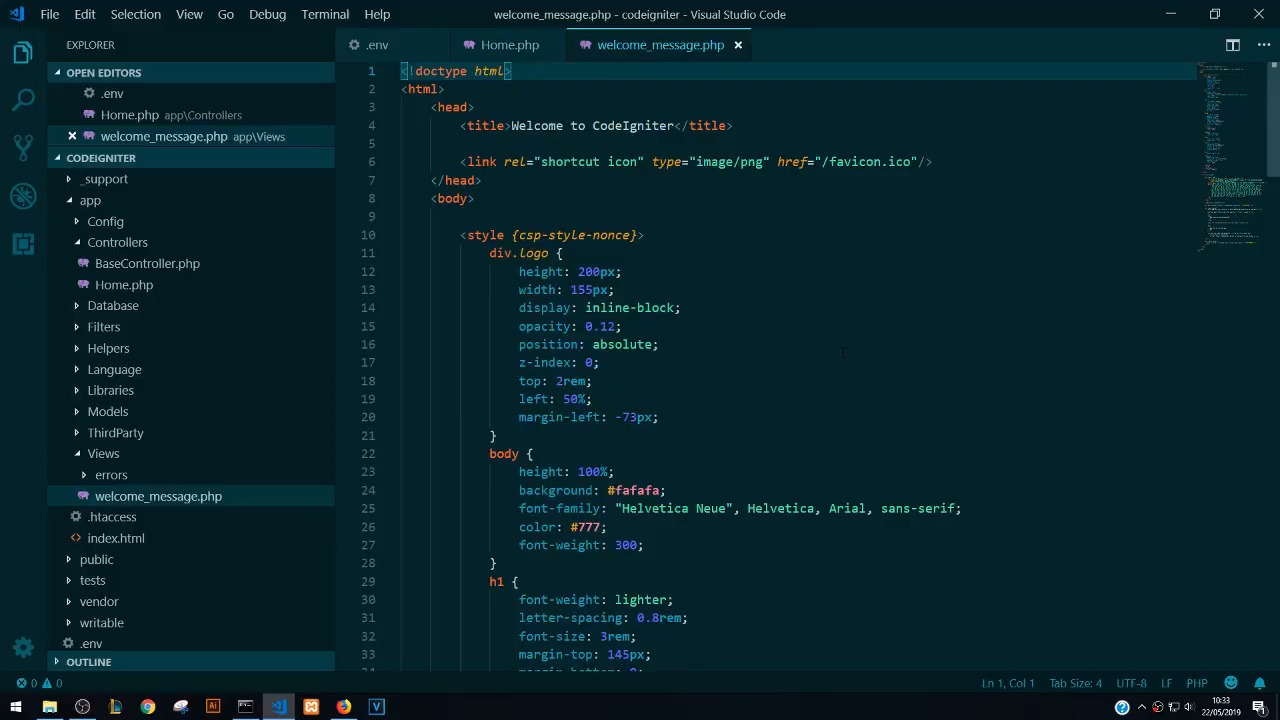 File Edit Selection View Go Debug Terminal Help
welcome_message.php - codeigniter - Visual Studio Code
EXPLORER
OPEN EDITORS
.env
Home.php app\Controllers
welcome_message.php app\Views
CODEIGNITER
_support
app
Config
Controllers
BaseController.php
Home.php
Database
Filters
Helpers
Language
Libraries
Models
ThirdParty
Views
errors
welcome_message.php
.htaccess
index.html
public
tests
vendor
writable
.env
OUTLINE
.env Home.php welcome_message.php
1 <!doctype html>
2 <html>
3 <head>
4 <title>Welcome to CodeIgniter</title>
5
6 <link rel="shortcut icon" type="image/png" href="/favicon.ico"/>
7 </head>
8 <body>
9
10 <style {csp-style-nonce}>
11 div.logo {
12 height: 200px;
13 width: 155px;
14 display: inline-block;
15 opacity: 0.12;
16 position: absolute;
17 z-index: 0;
18 top: 2rem;
19 left: 50%;
20 margin-left: -73px;
21 }
22 body {
23 height: 100%;
24 background: #fafafa;
25 font-family: "Helvetica Neue", Helvetica, Arial, sans-serif;
26 color: #777;
27 font-weight: 300;
28 }
29 h1 {
30 font-weight: lighter;
31 letter-spacing: 0.8rem;
32 font-size: 3rem;
33 margin-top: 145px;
0 0
Ln 1, Col 1 Tab Size: 4 UTF-8 LF PHP
Ai V
10:33
22/05/2019